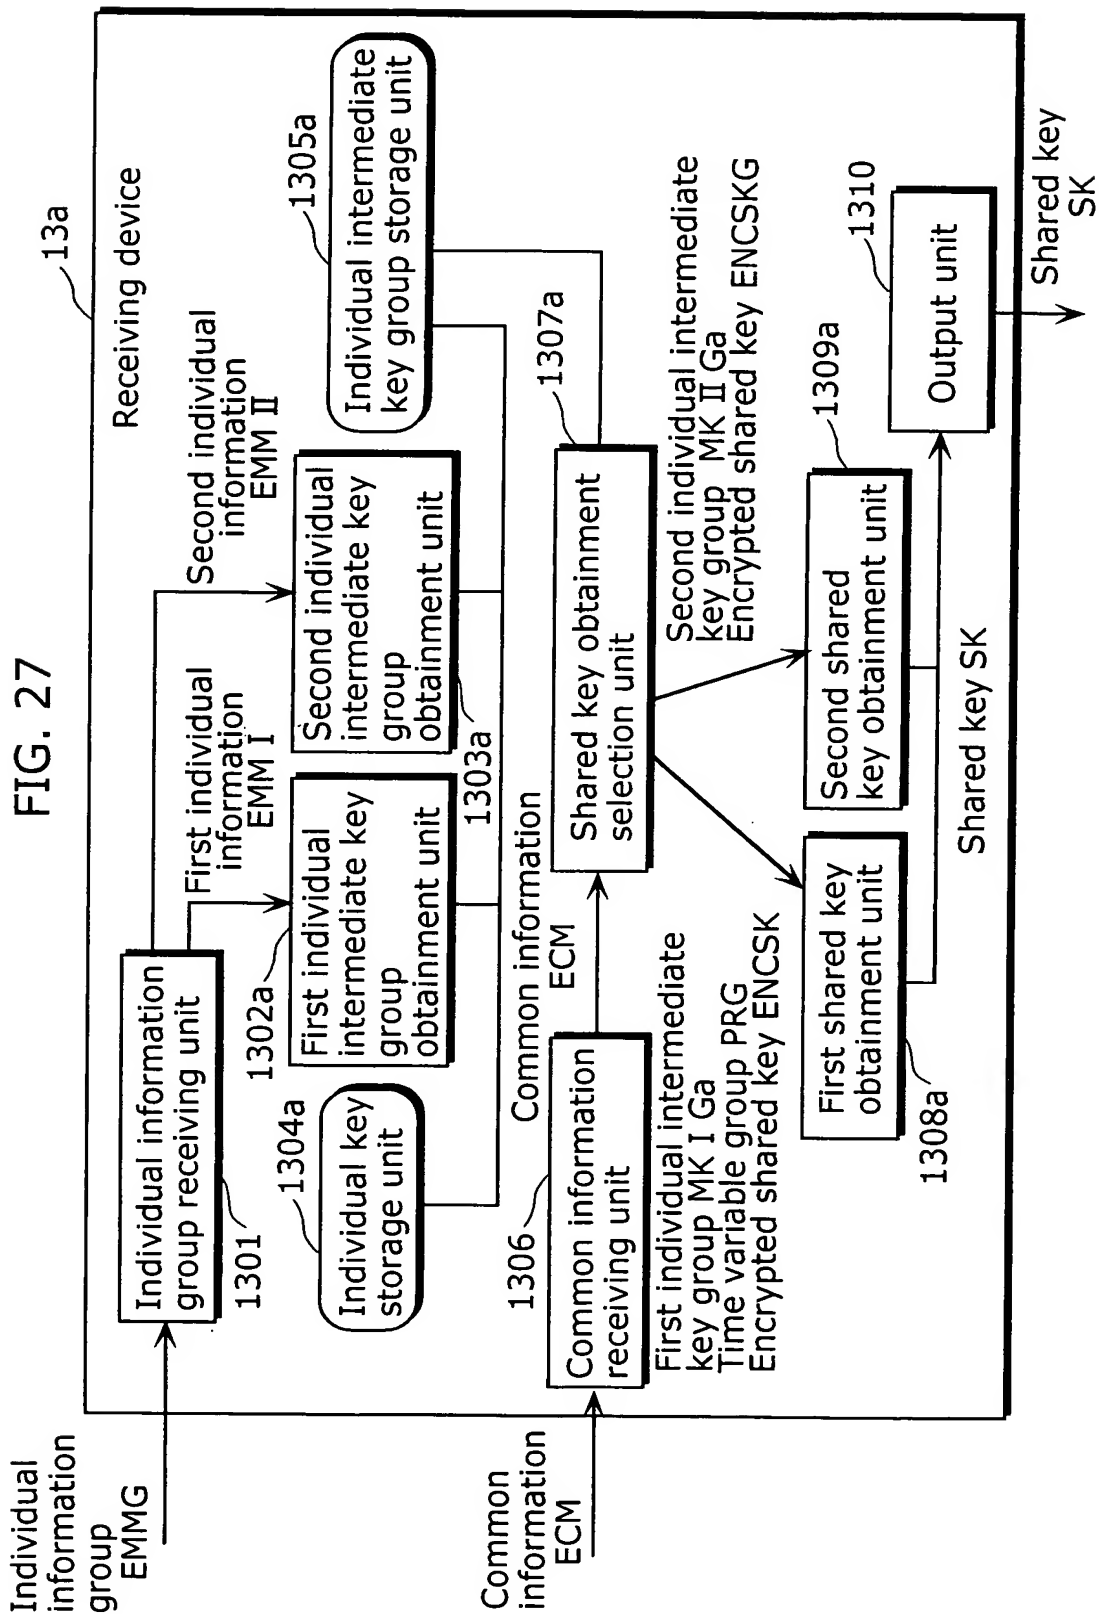 FIG. 27
13a
Receiving device
Individual
information
group
EMMG
Individual information
group receiving unit
1301
First individual
information
EMM I
Second individual
information
EMM II
1302a
First individual
intermediate key
group
obtainment unit
Second individual
intermediate key
group
obtainment unit
1303a
1304a
Individual key
storage unit
1305a
Individual intermediate
key group storage unit
Common
information
ECM
1306
Common information
receiving unit
Common information
ECM
1307a
Shared key obtainment
selection unit
First individual intermediate
key group MK I Ga
Time variable group PRG
Encrypted shared key ENCSK
Second individual intermediate
key group MK II Ga
Encrypted shared key ENCSKG
First shared key
obtainment unit
1308a
Second shared
key obtainment unit
1309a
Shared key SK
1310
Output unit
Shared key
SK